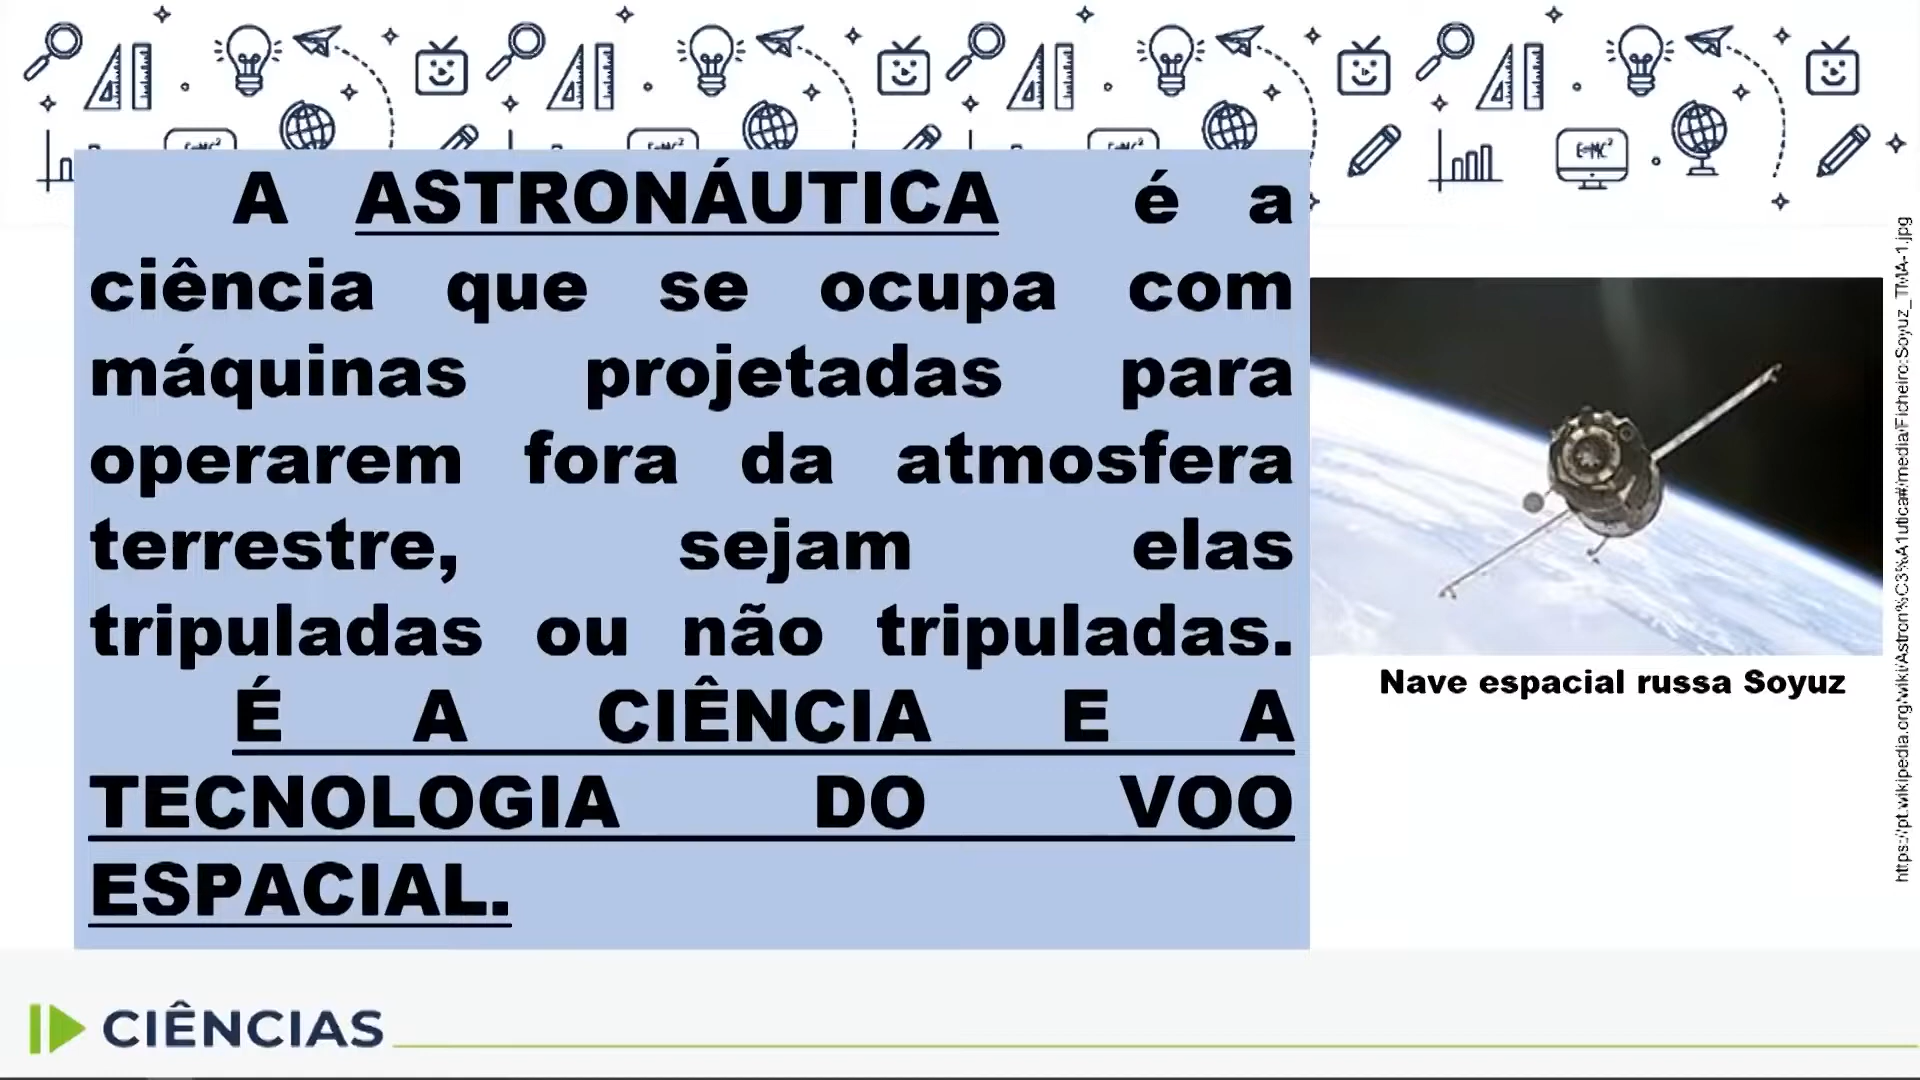 E=MC²
A ASTRONÁUTICA é a
ciência que se ocupa com
máquinas projetadas para
operarem fora da atmosfera
terrestre, sejam elas
tripuladas ou não tripuladas.
É A CIÊNCIA E A
TECNOLOGIA DO VOO
ESPACIAL.
Nave espacial russa Soyuz
https://pt.wikipedia.org/wiki/Astron%C3%A1utica#/media/Ficheiro:Soyuz_TMA-1.jpg
CIÊNCIAS